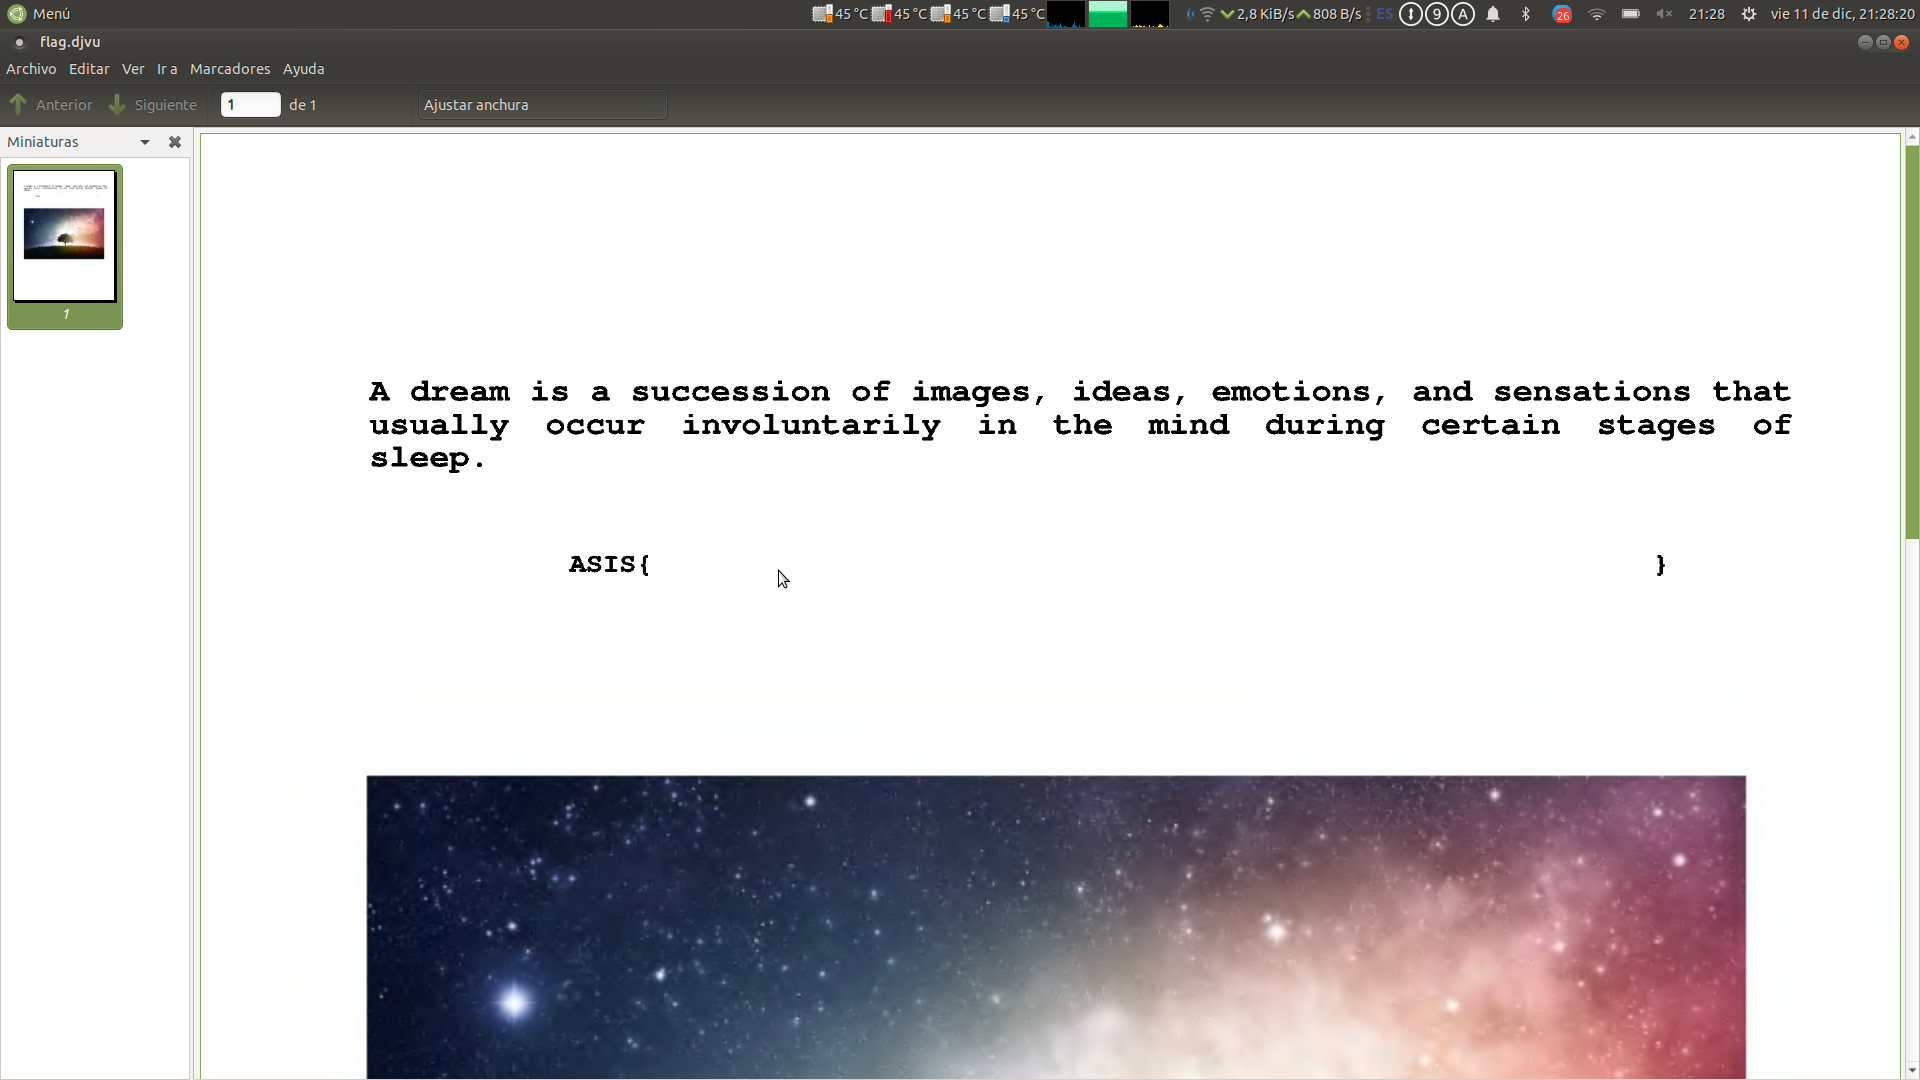 Menú 45 °C 45 °C 45 °C 45 °C 2,8 KiB/s 808 B/s ES 9 A 26 21:28 vie 11 de dic, 21:28:20
flag.djvu
Archivo Editar Ver Ir a Marcadores Ayuda
Anterior Siguiente 1 de 1 Ajustar anchura
Miniaturas
1
A dream is a succession of images, ideas, emotions, and sensations that
usually occur involuntarily in the mind during certain stages of
sleep.
ASIS{ }